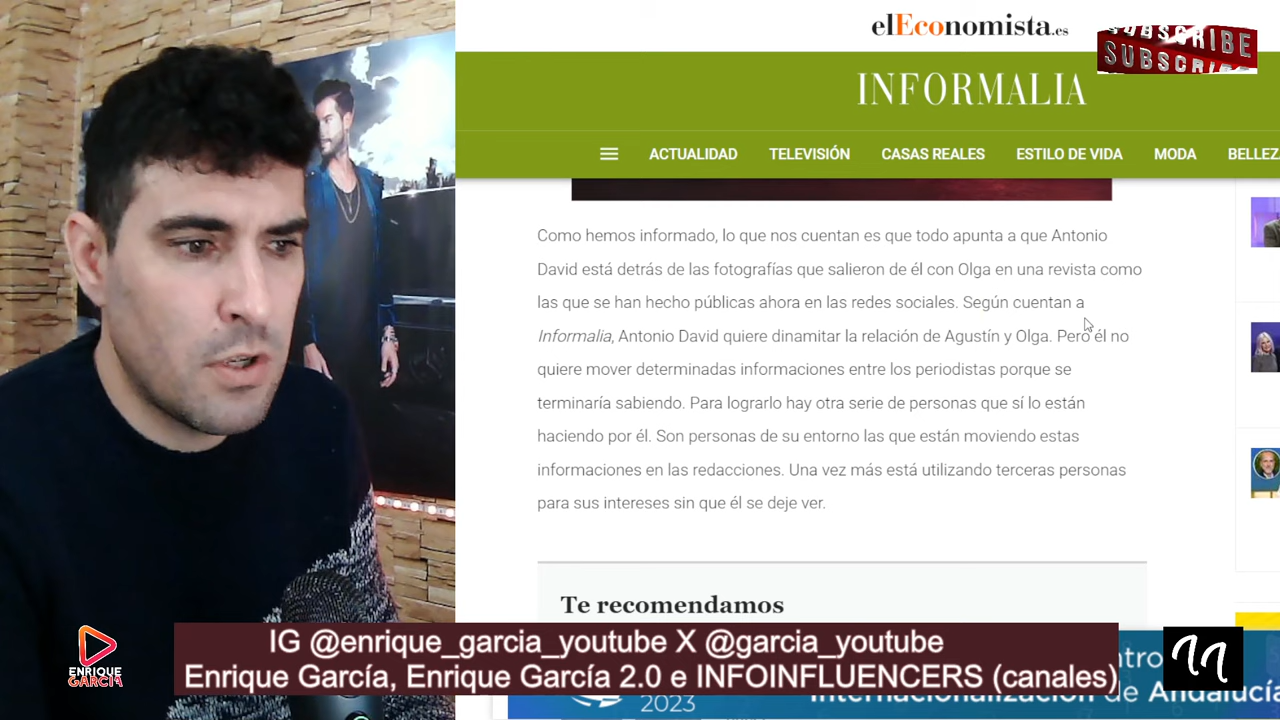 elEconomista.es
SUBSCRIBE
SUBSCRIBE
INFORMALIA
ACTUALIDAD TELEVISIÓN CASAS REALES ESTILO DE VIDA MODA BELLEZ
Como hemos informado, lo que nos cuentan es que todo apunta a que Antonio
David está detrás de las fotografías que salieron de él con Olga en una revista como
las que se han hecho públicas ahora en las redes sociales. Según cuentan a
Informalia, Antonio David quiere dinamitar la relación de Agustín y Olga. Pero él no
quiere mover determinadas informaciones entre los periodistas porque se
terminaría sabiendo. Para lograrlo hay otra serie de personas que sí lo están
haciendo por él. Son personas de su entorno las que están moviendo estas
informaciones en las redacciones. Una vez más está utilizando terceras personas
para sus intereses sin que él se deje ver.
Te recomendamos
IG @enrique_garcia_youtube X @garcia_youtube
Enrique García, Enrique García 2.0 e INFOINFLUENCERS (canales)
ENRIQUE
GARCÍA
ntro
Internacionalización de Andalucía
2023